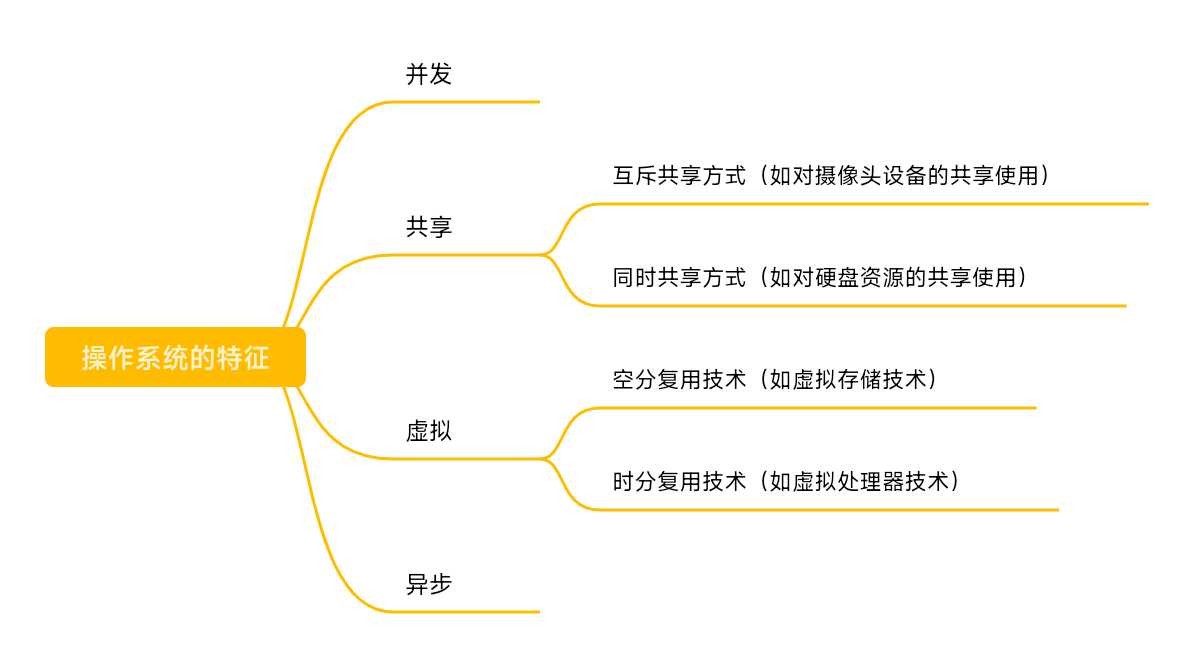 并发
互斥共享方式（如对摄像头设备的共享使用）
共享
同时共享方式（如对硬盘资源的共享使用）
操作系统的特征
空分复用技术（如虚拟存储技术）
虚拟
时分复用技术（如虚拟处理器技术）
异步